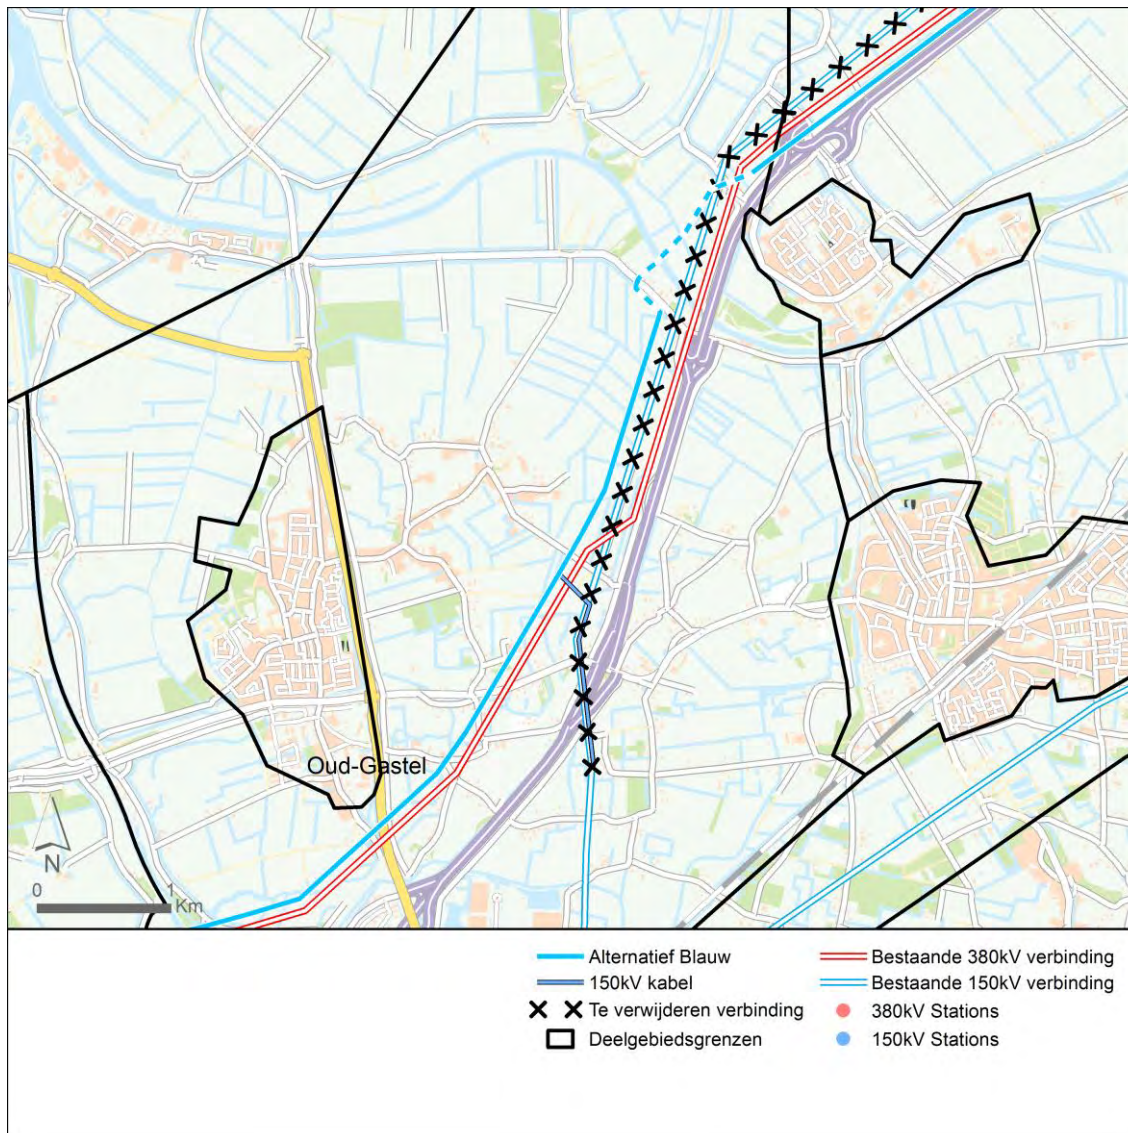 Oud-Gastel
N
0 1
Km
Alternatief Blauw
150kV kabel
Te verwijderen verbinding
Deelgebiedsgrenzen
Bestaande 380kV verbinding
Bestaande 150kV verbinding
380kV Stations
150kV Stations